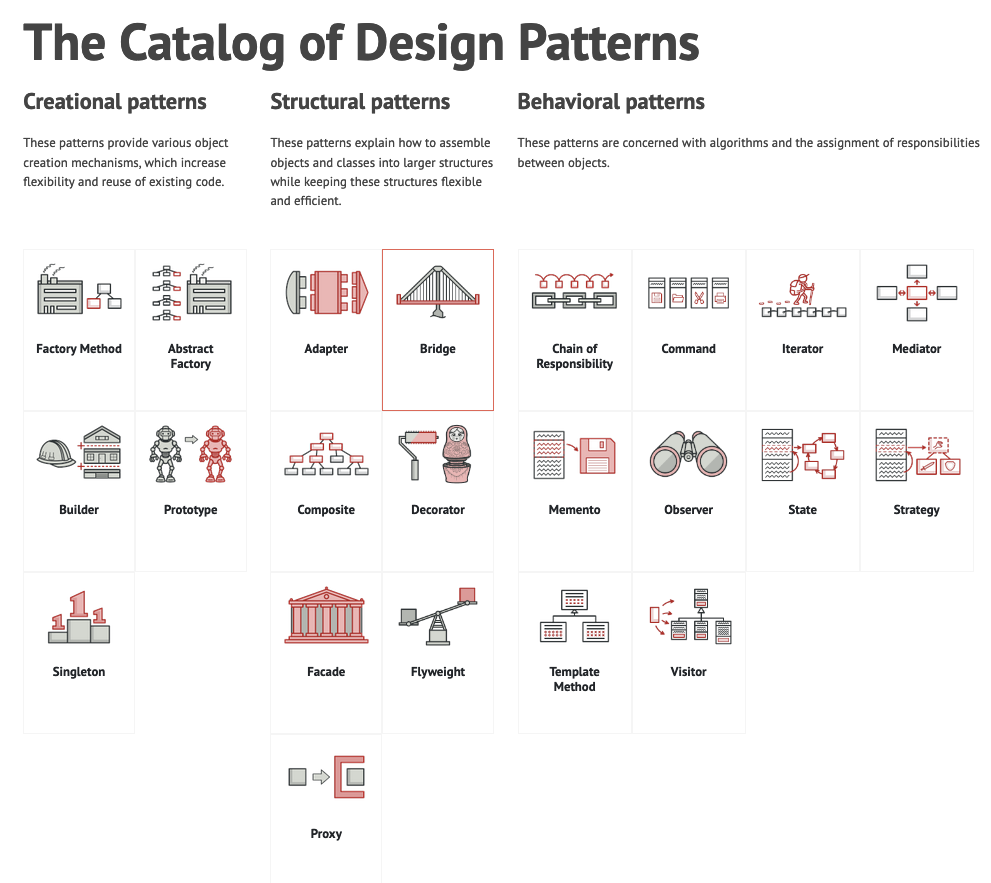 The Catalog of Design Patterns
Creational patterns
These patterns provide various object
creation mechanisms, which increase
flexibility and reuse of existing code.
Structural patterns
These patterns explain how to assemble
objects and classes into larger structures
while keeping these structures flexible
and efficient.
Behavioral patterns
These patterns are concerned with algorithms and the assignment of responsibilities
between objects.
Factory Method
Abstract
Factory
Builder
Prototype
1
1
1
Singleton
Adapter
Bridge
Composite
Decorator
Facade
Flyweight
Proxy
Chain of
Responsibility
Command
Iterator
Mediator
Memento
Observer
State
Strategy
Template
Method
Visitor